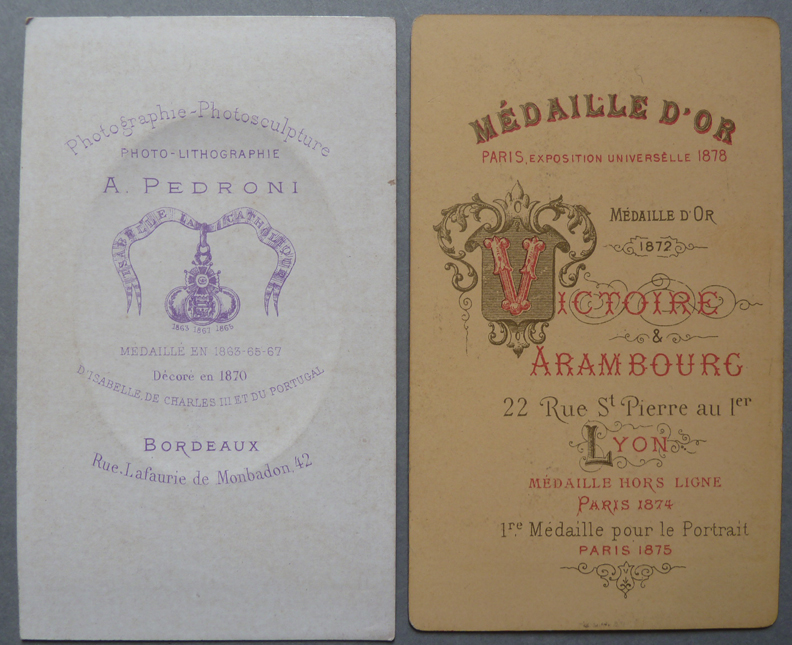 Photographie-Photosculpture
PHOTO-LITHOGRAPHIE
A. PEDRONI
ISABELLE LA CATHOLIQUE
1863 1867 1865
MÉDAILLE EN 1863-65-67
Décoré en 1870
D'ISABELLE, DE CHARLES III ET DU PORTUGAL
BORDEAUX
Rue Lafaurie de Monbadon, 42
MÉDAILLE D'OR
PARIS, EXPOSITION UNIVERSÈLLE 1878
MÉDAILLE D'OR
1872
VICTOIRE
&
ARAMBOURG
22 Rue St Pierre au 1er
LYON
MÉDAILLE HORS LIGNE
PARIS 1874
1re Médaille pour le Portrait
PARIS 1875